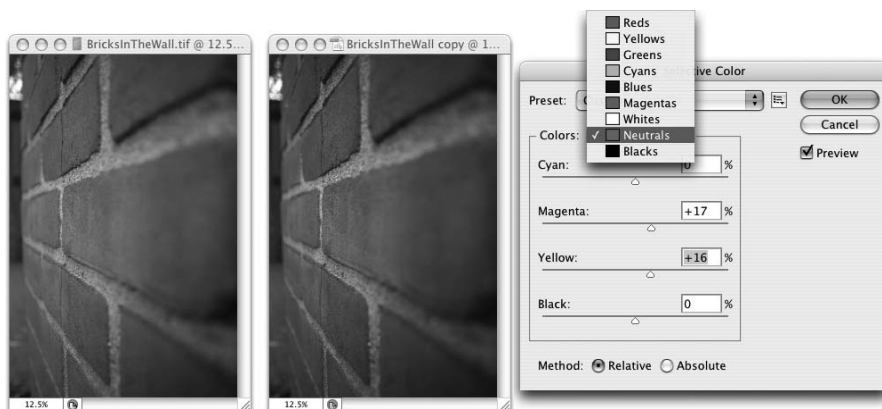 BricksInTheWall.tif @ 12.5...
12.5%
BricksInTheWall copy @ 1...
12.5%
Reds
Yellows
Greens
Cyans
Blues
Magentas
Whites
✓ Neutrals
Blacks
Color
Preset:
OK
Cancel
Preview
Colors:
Cyan: 0 %
Magenta: +17 %
Yellow: +16 %
Black: 0 %
Method: Relative Absolute